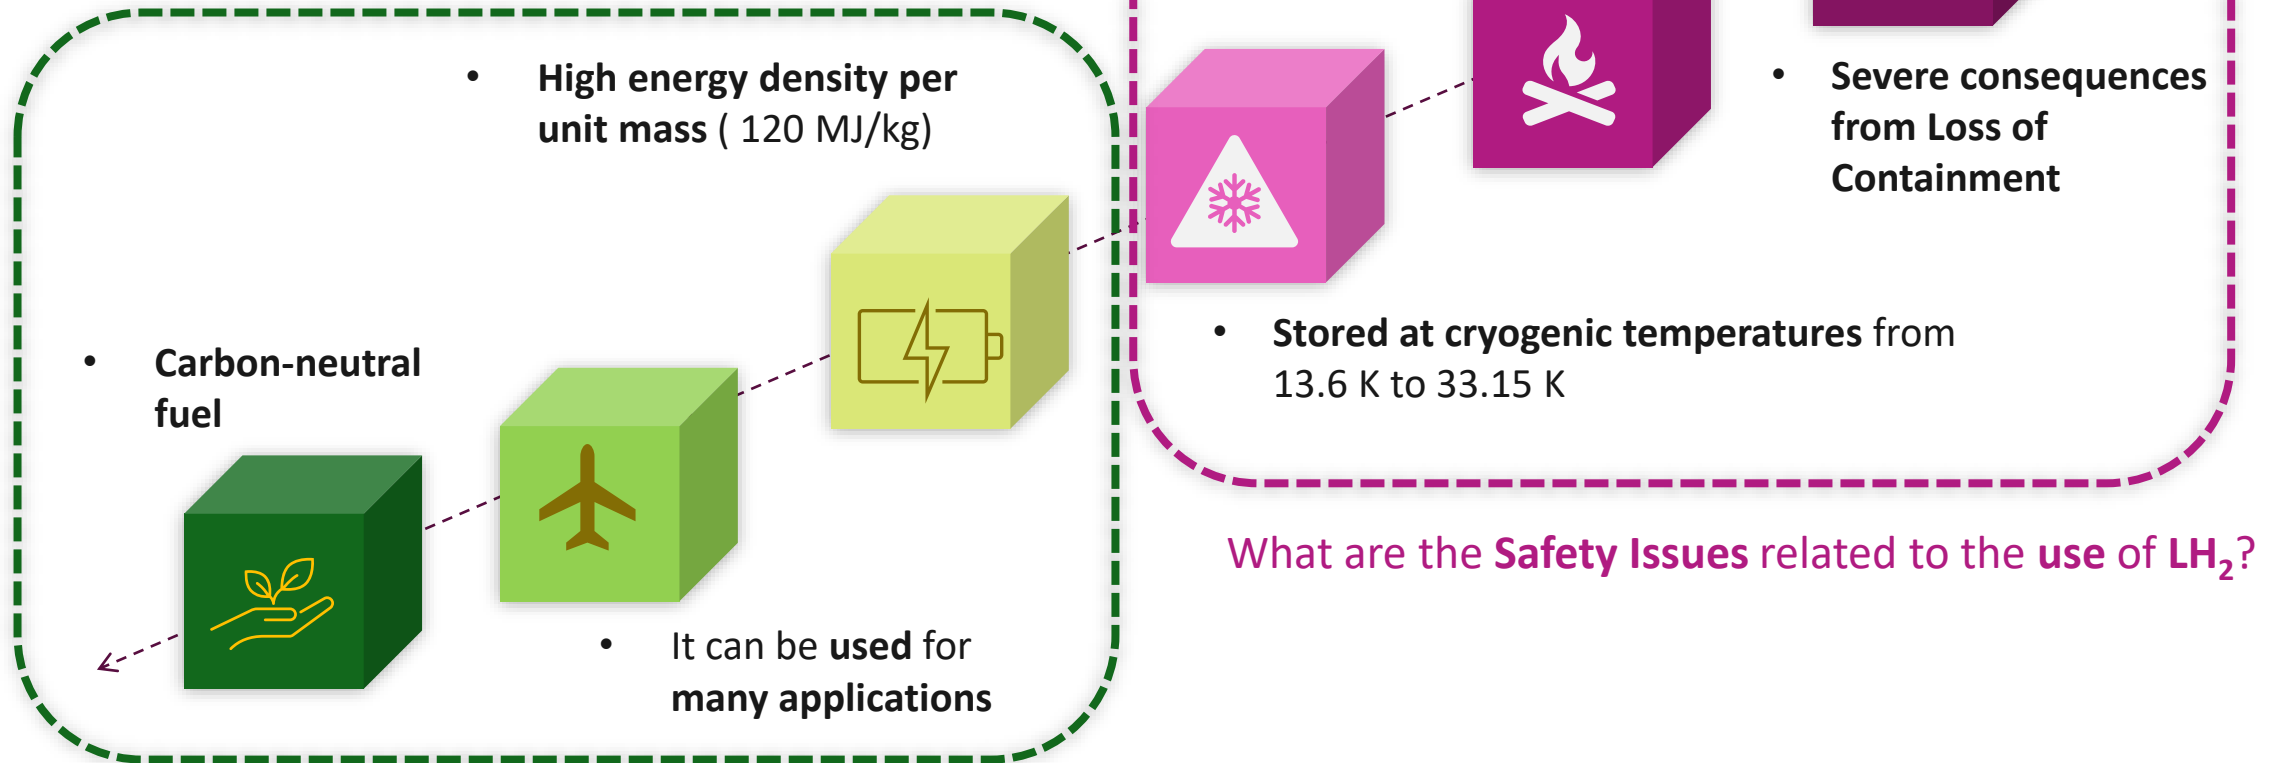 • High energy density per
unit mass ( 120 MJ/kg)
• Carbon-neutral
fuel
• It can be used for
many applications
• Severe consequences
from Loss of
Containment
• Stored at cryogenic temperatures from
13.6 K to 33.15 K
What are the Safety Issues related to the use of LH₂?